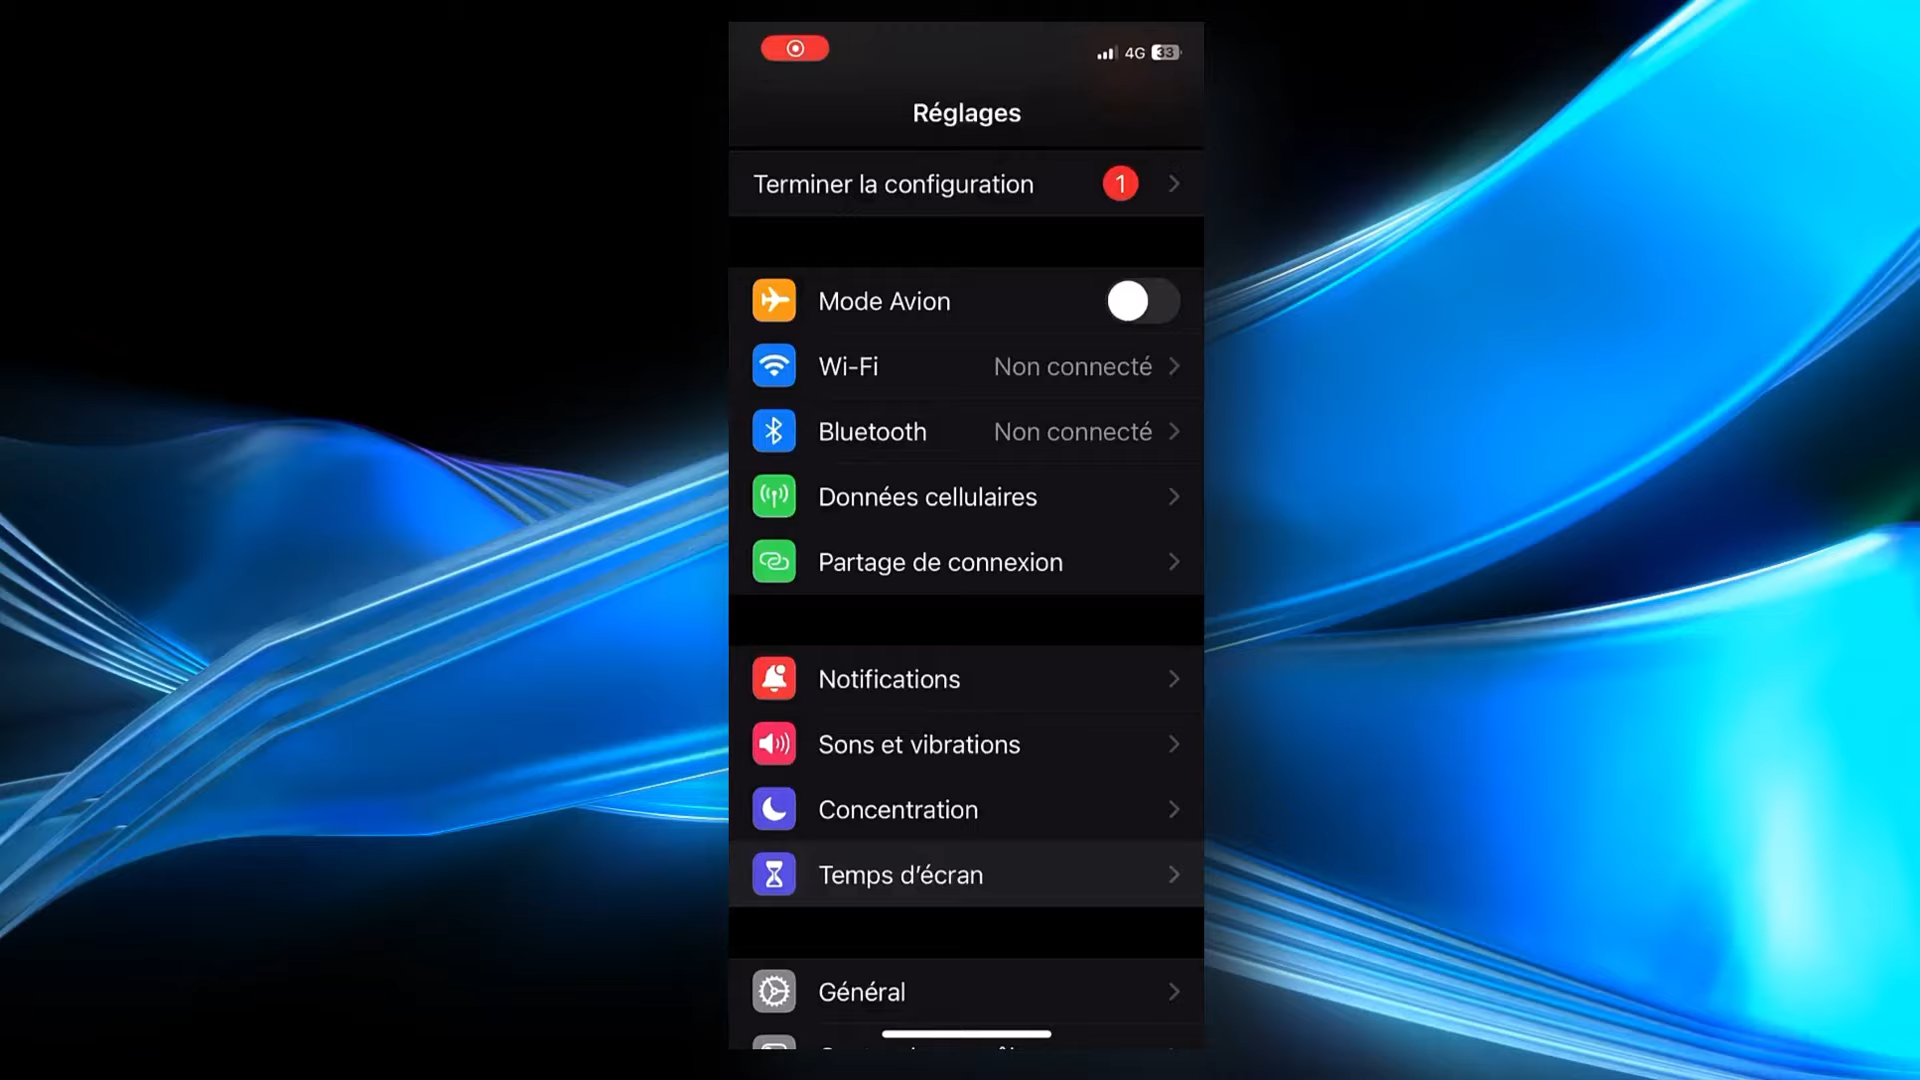 4G 33
Réglages
Terminer la configuration 1
Mode Avion
Wi-Fi Non connecté
Bluetooth Non connecté
Données cellulaires
Partage de connexion
Notifications
Sons et vibrations
Concentration
Temps d’écran
Général